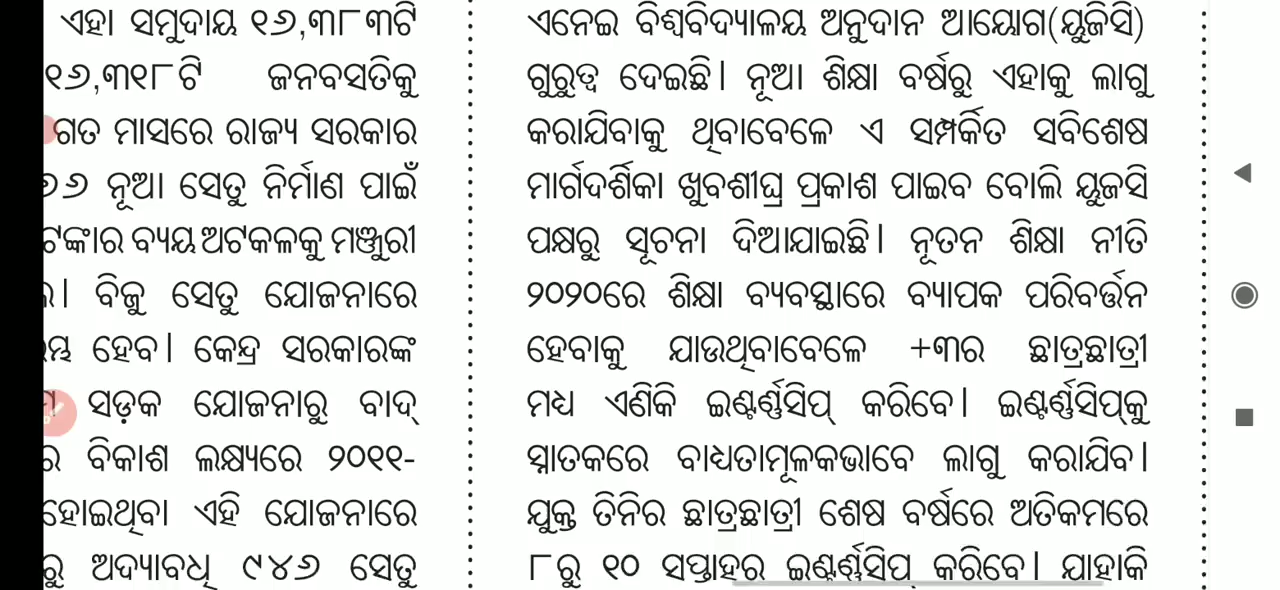 ଏହା ସମୁଦାୟ ୧୬,୩୮୩ଟି
୧୬,୩୧୮ଟି ଜନବସତିକୁ
ଗତ ମାସରେ ରାଜ୍ୟ ସରକାର
୬ ନୂଆ ସେତୁ ନିର୍ମାଣ ପାଇଁ
ଟଙ୍କାର ବ୍ୟୟଅଟକଳକୁ ମଞ୍ଜୁରୀ
। ବିଜୁ ସେତୁ ଯୋଜନାରେ
ହେବ। କେନ୍ଦ୍ର ସରକାରଙ୍କ
ସଡ଼କ ଯୋଜନାରୁ ବାଦ୍
ର ବିକାଶ ଲକ୍ଷ୍ୟରେ ୨୦୧୧-
ହୋଇଥିବା ଏହି ଯୋଜନାରେ
ରୁ ଅଦ୍ୟାବଧି ୯୪୬ ସେତୁ
ଏନେଇ ବିଶ୍ୱବିଦ୍ୟାଳୟ ଅନୁଦାନ ଆୟୋଗ(ୟୁଜିସି)
ଗୁରୁତ୍ୱ ଦେଇଛି। ନୂଆ ଶିକ୍ଷା ବର୍ଷରୁ ଏହାକୁ ଲାଗୁ
କରାଯିବାକୁ ଥିବାବେଳେ ଏ ସମ୍ପର୍କିତ ସବିଶେଷ
ମାର୍ଗଦର୍ଶିକା ଖୁବଶୀଘ୍ର ପ୍ରକାଶ ପାଇବ ବୋଲି ୟୁଜସି
ପକ୍ଷରୁ ସୂଚନା ଦିଆଯାଇଛି। ନୂତନ ଶିକ୍ଷା ନୀତି
୨୦୨୦ରେ ଶିକ୍ଷା ବ୍ୟବସ୍ଥାରେ ବ୍ୟାପକ ପରିବର୍ତ୍ତନ
ହେବାକୁ ଯାଉଥିବାବେଳେ +୩ର ଛାତ୍ରଛାତ୍ରୀ
ମଧ୍ୟ ଏଣିକି ଇଣ୍ଟର୍ଣ୍ଣସିପ୍ କରିବେ। ଇଣ୍ଟର୍ଣ୍ଣସିପ୍‌କୁ
ସ୍ନାତକରେ ବାଧ୍ୟତାମୂଳକଭାବେ ଲାଗୁ କରାଯିବ।
ଯୁକ୍ତ ତିନିର ଛାତ୍ରଛାତ୍ରୀ ଶେଷ ବର୍ଷରେ ଅତିକମରେ
୮ରୁ ୧୦ ସପ୍ତାହର ଇଣ୍ଟର୍ଣ୍ଣସିପ୍ କରିବେ। ଯାହାକି